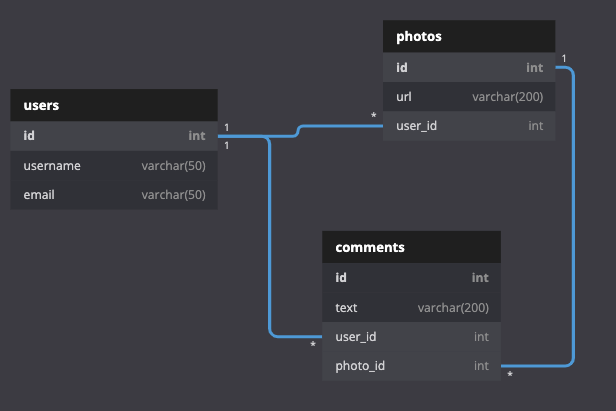 users
id int
username varchar(50)
email varchar(50)
1
1
photos
id int
url varchar(200)
user_id int
1
*
comments
id int
text varchar(200)
user_id int
photo_id int
*
*